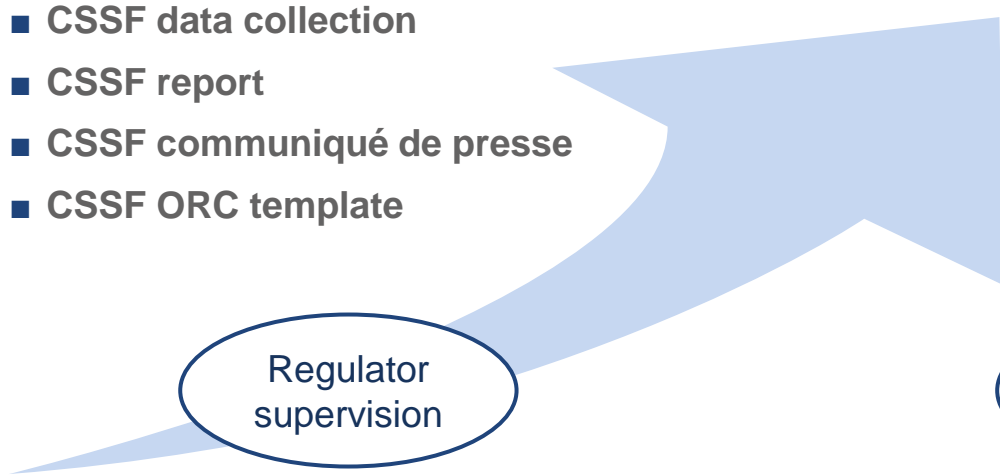 ■ CSSF data collection
■ CSSF report
■ CSSF communiqué de presse
■ CSSF ORC template
Regulator
supervision